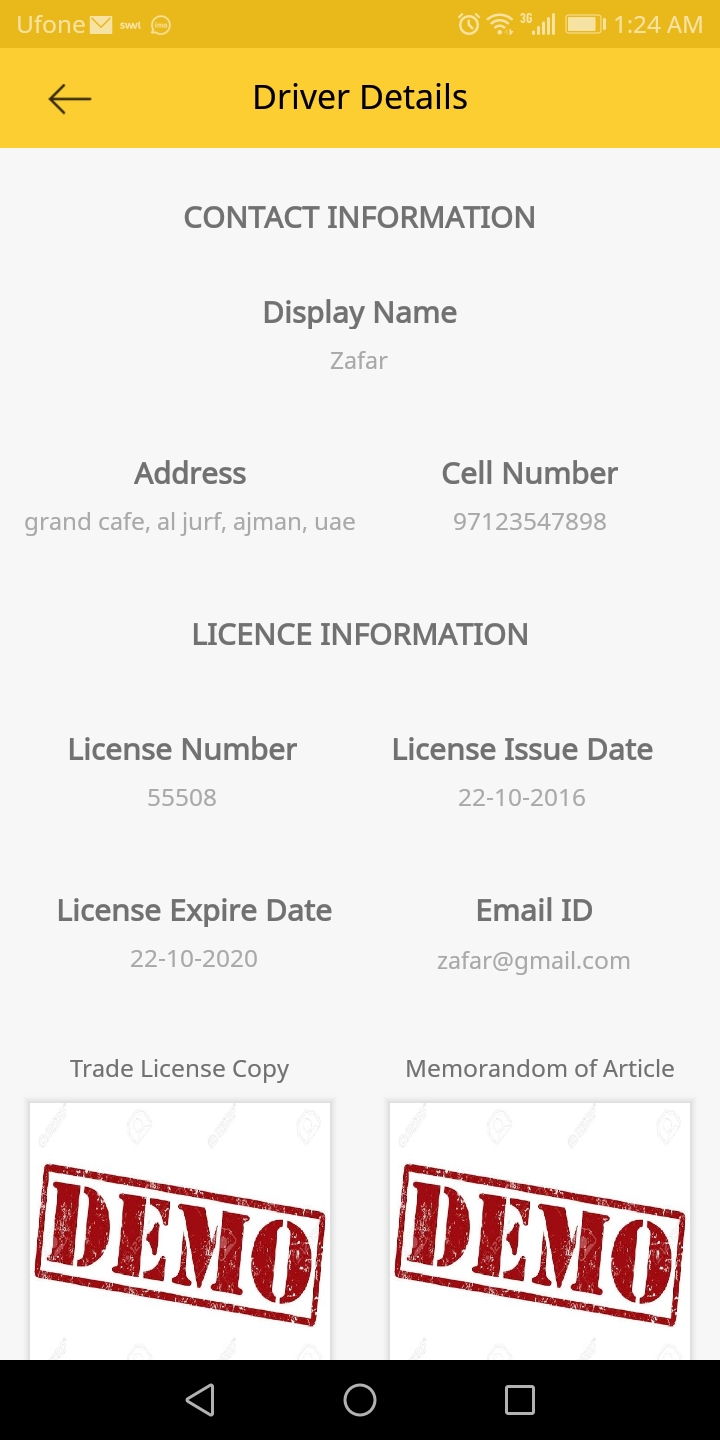 Ufone swvl imo 3G 1:24 AM
Driver Details
CONTACT INFORMATION
Display Name
Zafar
Address Cell Number
grand cafe, al jurf, ajman, uae 97123547898
LICENCE INFORMATION
License Number License Issue Date
55508 22-10-2016
License Expire Date Email ID
22-10-2020 zafar@gmail.com
Trade License Copy Memorandom of Article
DEMO DEMO